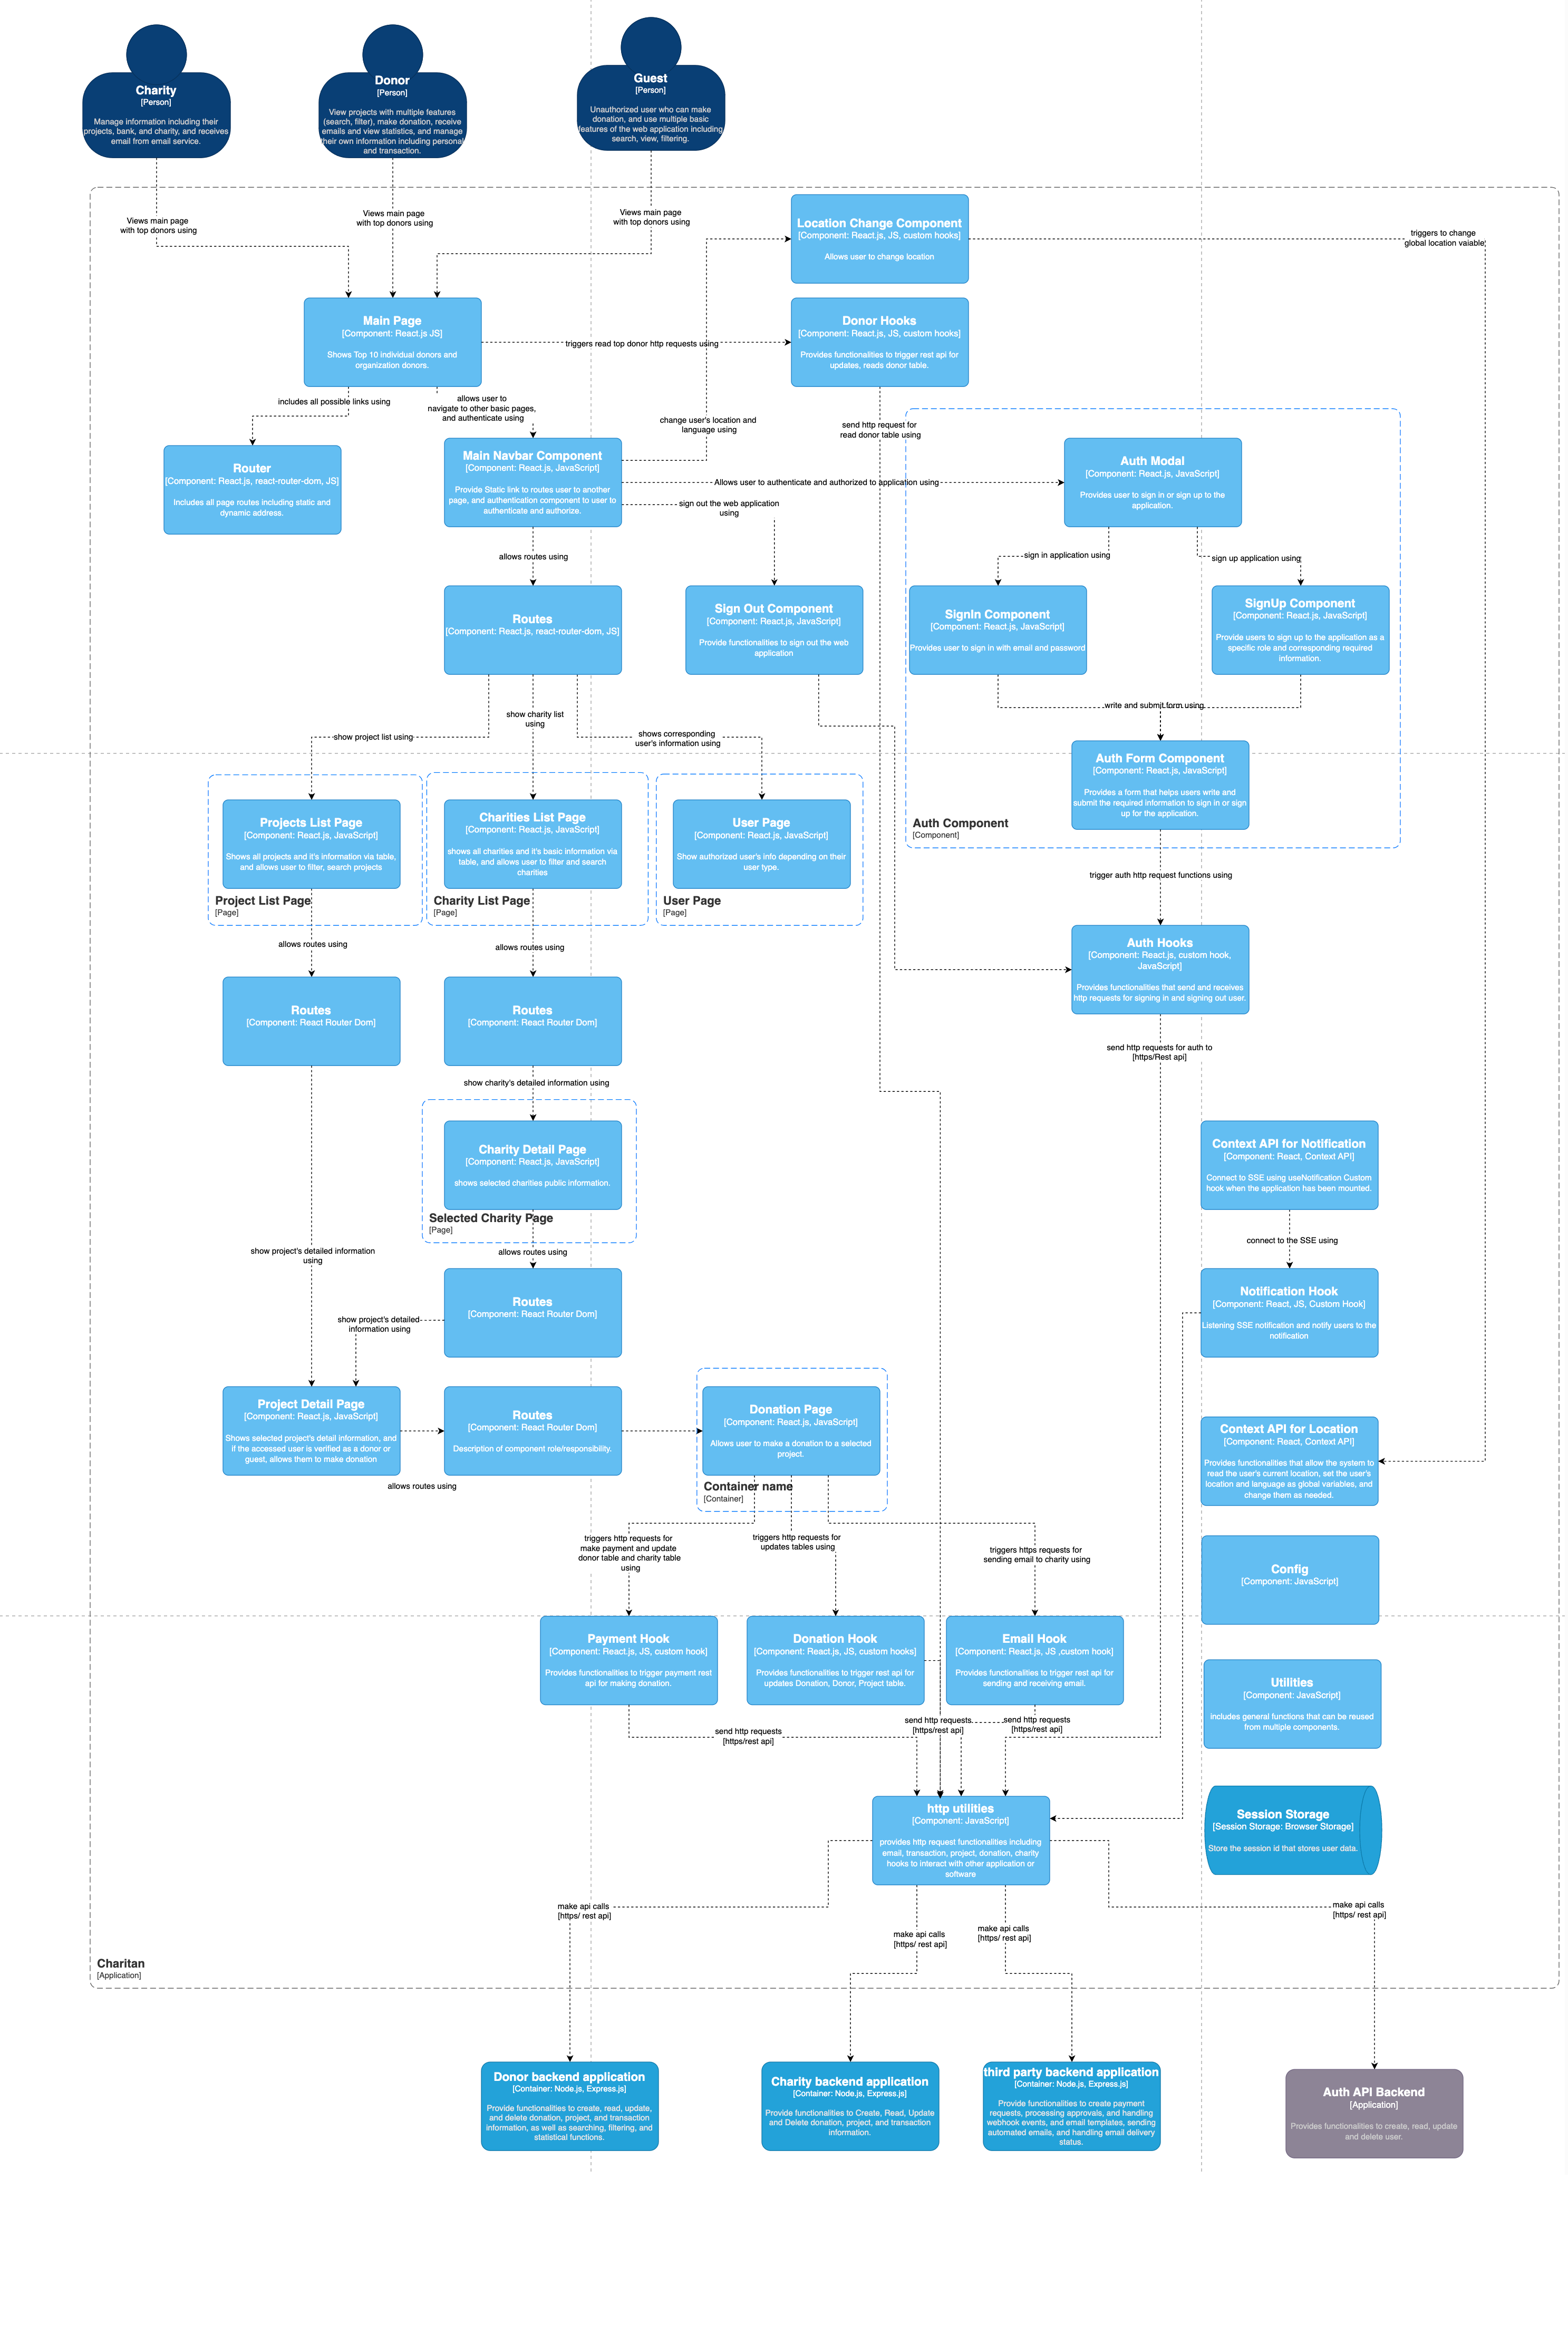 Charity
[Person]
Manage information including their
projects, bank, and charity, and receives
email from email service.
Donor
[Person]
View projects with multiple features
(search, filter), make donation, receive
emails and view statistics, and manage
their own information including personal
and transaction.
Guest
[Person]
Unauthorized user who can make
donation, and use multiple basic
features of the web application including
search, view, filtering.
Views main page
with top donors using
Views main page
with top donors using
Views main page
with top donors using
Location Change Component
[Component: React.js, JS, custom hooks]
Allows user to change location
triggers to change
global location vaiable
Main Page
[Component: React.js JS]
Shows Top 10 individual donors and
organization donors.
triggers read top donor http requests using
Donor Hooks
[Component: React.js, JS, custom hooks]
Provides functionalities to trigger rest api for
updates, reads donor table.
includes all possible links using
allows user to
navigate to other basic pages,
and authenticate using
change user's location and
language using
send http request for
read donor table using
Router
[Component: React.js, react-router-dom, JS]
Includes all page routes including static and
dynamic address.
Main Navbar Component
[Component: React.js, JavaScript]
Provide Static link to routes user to another
page, and authentication component to user to
authenticate and authorize.
Allows user to authenticate and authorized to application using
sign out the web application
using
Auth Modal
[Component: React.js, JavaScript]
Provides user to sign in or sign up to the
application.
allows routes using
sign in application using
sign up application using
Routes
[Component: React.js, react-router-dom, JS]
Sign Out Component
[Component: React.js, JavaScript]
Provide functionalities to sign out the web
application
SignIn Component
[Component: React.js, JavaScript]
Provides user to sign in with email and password
SignUp Component
[Component: React.js, JavaScript]
Provide users to sign up to the application as a
specific role and corresponding required
information.
show project list using
show charity list
using
shows corresponding
user's information using
write and submit form using
Auth Form Component
[Component: React.js, JavaScript]
Provides a form that helps users write and
submit the required information to sign in or sign
up for the application.
Auth Component
[Component]
Projects List Page
[Component: React.js, JavaScript]
Shows all projects and it's information via table,
and allows user to filter, search projects
Project List Page
[Page]
Charities List Page
[Component: React.js, JavaScript]
shows all charities and it's basic information via
table, and allows user to filter and search
charities
Charity List Page
[Page]
User Page
[Component: React.js, JavaScript]
Show authorized user's info depending on their
user type.
User Page
[Page]
trigger auth http request functions using
allows routes using
allows routes using
Auth Hooks
[Component: React.js, custom hook,
JavaScript]
Provides functionalities that send and receives
http requests for signing in and signing out user.
Routes
[Component: React Router Dom]
Routes
[Component: React Router Dom]
send http requests for auth to
[https/Rest api]
show charity's detailed information using
Charity Detail Page
[Component: React.js, JavaScript]
shows selected charities public information.
Selected Charity Page
[Page]
Context API for Notification
[Component: React, Context API]
Connect to SSE using useNotification Custom
hook when the application has been mounted.
show project's detailed information
using
allows routes using
connect to the SSE using
Routes
[Component: React Router Dom]
show project's detailed
information using
Notification Hook
[Component: React, JS, Custom Hook]
Listening SSE notification and notify users to the
notification
Project Detail Page
[Component: React.js, JavaScript]
Shows selected project's detail information, and
if the accessed user is verified as a donor or
guest, allows them to make donation
allows routes using
Routes
[Component: React Router Dom]
Description of component role/responsibility.
Donation Page
[Component: React.js, JavaScript]
Allows user to make a donation to a selected
project.
Container name
[Container]
Context API for Location
[Component: React, Context API]
Provides functionalities that allow the system to
read the user's current location, set the user's
location and language as global variables, and
change them as needed.
triggers http requests for
make payment and update
donor table and charity table
using
triggers http requests for
updates tables using
triggers https requests for
sending email to charity using
Config
[Component: JavaScript]
Payment Hook
[Component: React.js, JS, custom hook]
Provides functionalities to trigger payment rest
api for making donation.
Donation Hook
[Component: React.js, JS, custom hooks]
Provides functionalities to trigger rest api for
updates Donation, Donor, Project table.
Email Hook
[Component: React.js, JS ,custom hook]
Provides functionalities to trigger rest api for
sending and receiving email.
Utilities
[Component: JavaScript]
includes general functions that can be reused
from multiple components.
send http requests
[https/rest api]
send http requests
[https/rest api]
send http requests
[https/rest api]
http utilities
[Component: JavaScript]
provides http request functionalities including
email, transaction, project, donation, charity
hooks to interact with other application or
software
Session Storage
[Session Storage: Browser Storage]
Store the session id that stores user data.
make api calls
[https/ rest api]
make api calls
[https/ rest api]
make api calls
[https/ rest api]
make api calls
[https/ rest api]
Charitan
[Application]
Donor backend application
[Container: Node.js, Express.js]
Provide functionalities to create, read, update,
and delete donation, project, and transaction
information, as well as searching, filtering, and
statistical functions.
Charity backend application
[Container: Node.js, Express.js]
Provide functionalities to Create, Read, Update
and Delete donation, project, and transaction
information.
third party backend application
[Container: Node.js, Express.js]
Provide functionalities to create payment
requests, processing approvals, and handling
webhook events, and email templates, sending
automated emails, and handling email delivery
status.
Auth API Backend
[Application]
Provides functionalities to create, read, update
and delete user.